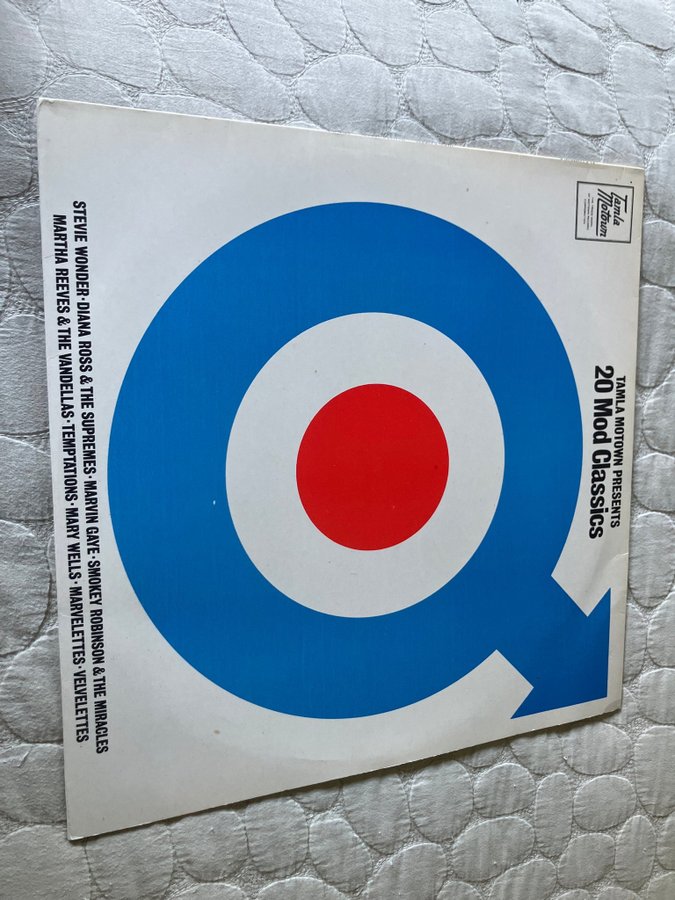 Tamla
Motown
TAMLA MOTOWN PRESENTS
20 Mod Classics
STEVIE WONDER·DIANA ROSS & THE SUPREMES·MARVIN GAYE·SMOKEY ROBINSON & THE MIRACLES
MARTHA REEVES & THE VANDELLAS·TEMPTATIONS·MARY WELLS·MARVELETTES·VELVELETTES